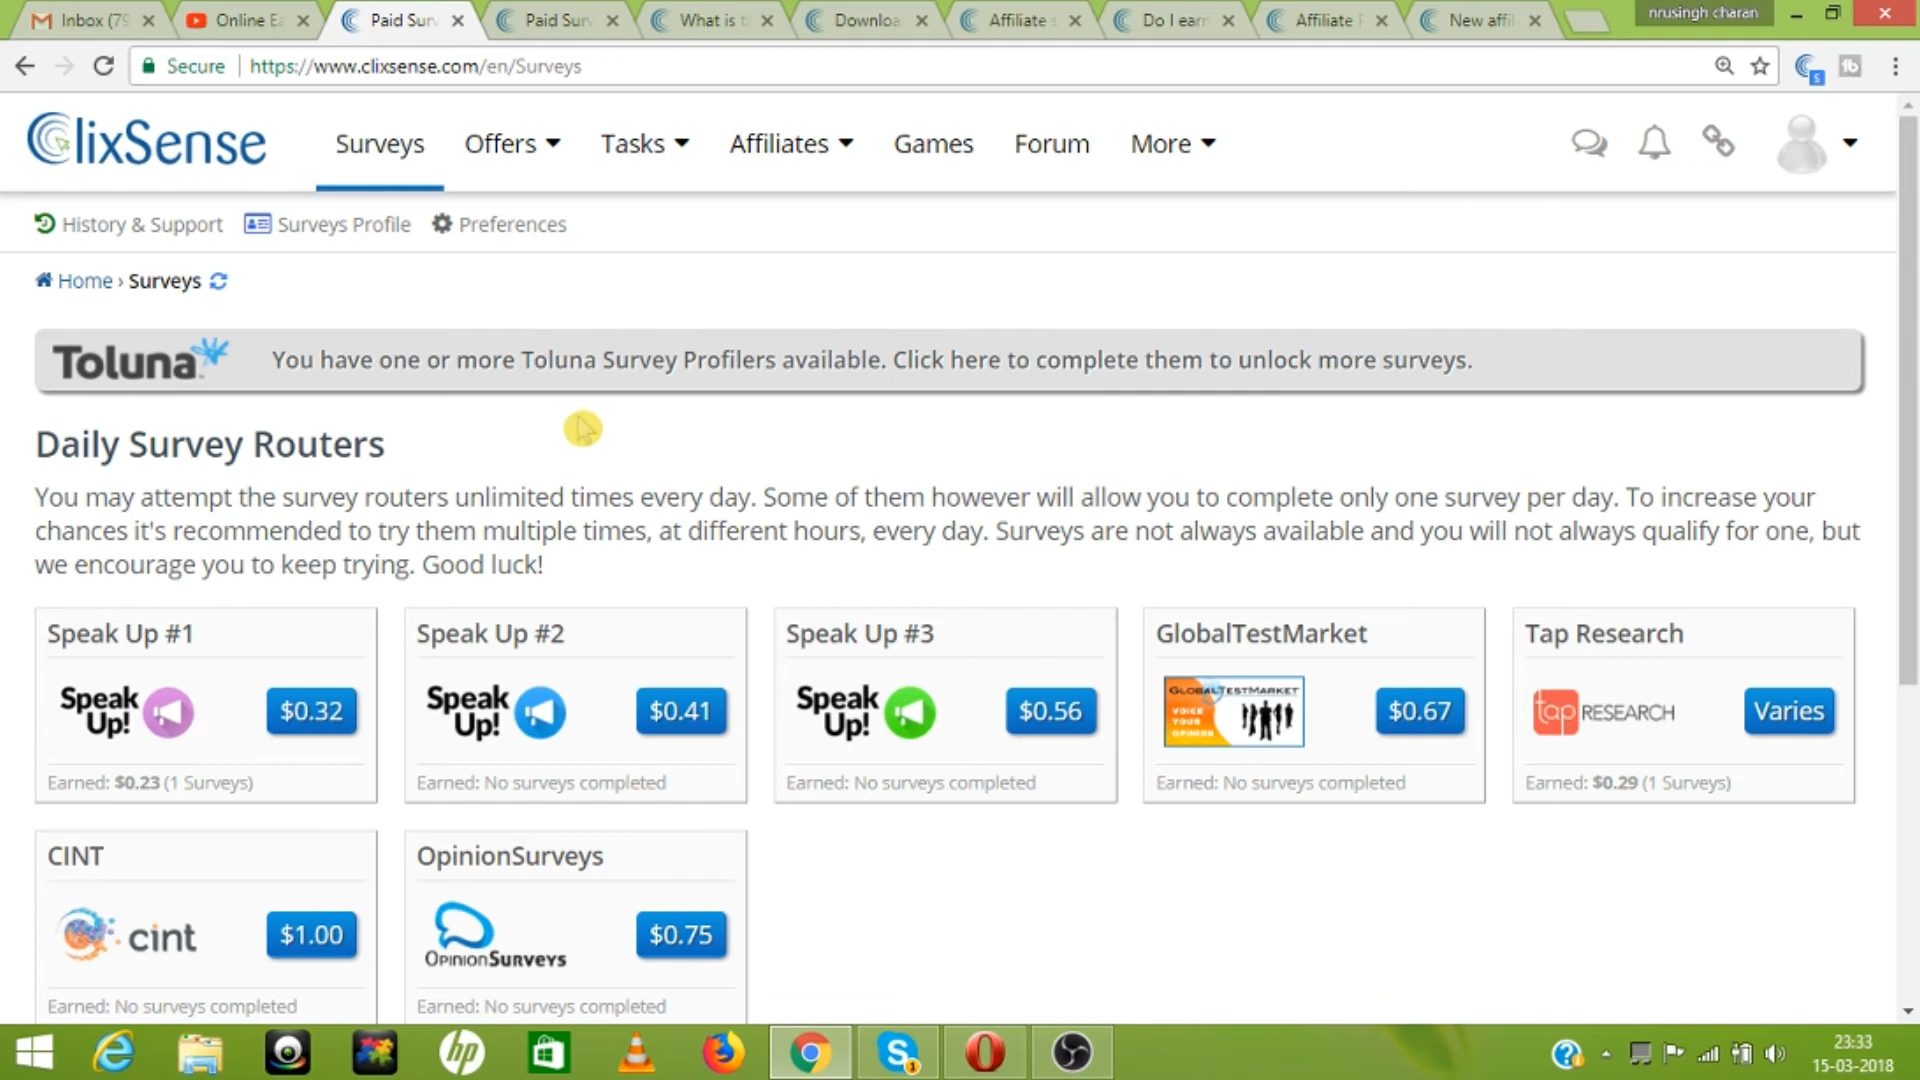 Inbox (79
Online Ea
Paid Surv
Paid Surv
What is t
Downloa
Affiliate s
Do I earn
Affiliate P
New affil
nrusingh charan
Secure
https://www.clixsense.com/en/Surveys
ClixSense
Surveys
Offers
Tasks
Affiliates
Games
Forum
More
History & Support
Surveys Profile
Preferences
Home › Surveys
Toluna
You have one or more Toluna Survey Profilers available. Click here to complete them to unlock more surveys.
Daily Survey Routers
You may attempt the survey routers unlimited times every day. Some of them however will allow you to complete only one survey per day. To increase your
chances it's recommended to try them multiple times, at different hours, every day. Surveys are not always available and you will not always qualify for one, but
we encourage you to keep trying. Good luck!
Speak Up #1
Speak Up!
$0.32
Earned: $0.23 (1 Surveys)
Speak Up #2
Speak Up!
$0.41
Earned: No surveys completed
Speak Up #3
Speak Up!
$0.56
Earned: No surveys completed
GlobalTestMarket
GLOBALTESTMARKET
VOICE
YOUR
OPINION
$0.67
Earned: No surveys completed
Tap Research
tap RESEARCH
Varies
Earned: $0.29 (1 Surveys)
CINT
cint
$1.00
Earned: No surveys completed
OpinionSurveys
OPINIONSURVEYS
$0.75
Earned: No surveys completed
23:33
15-03-2018